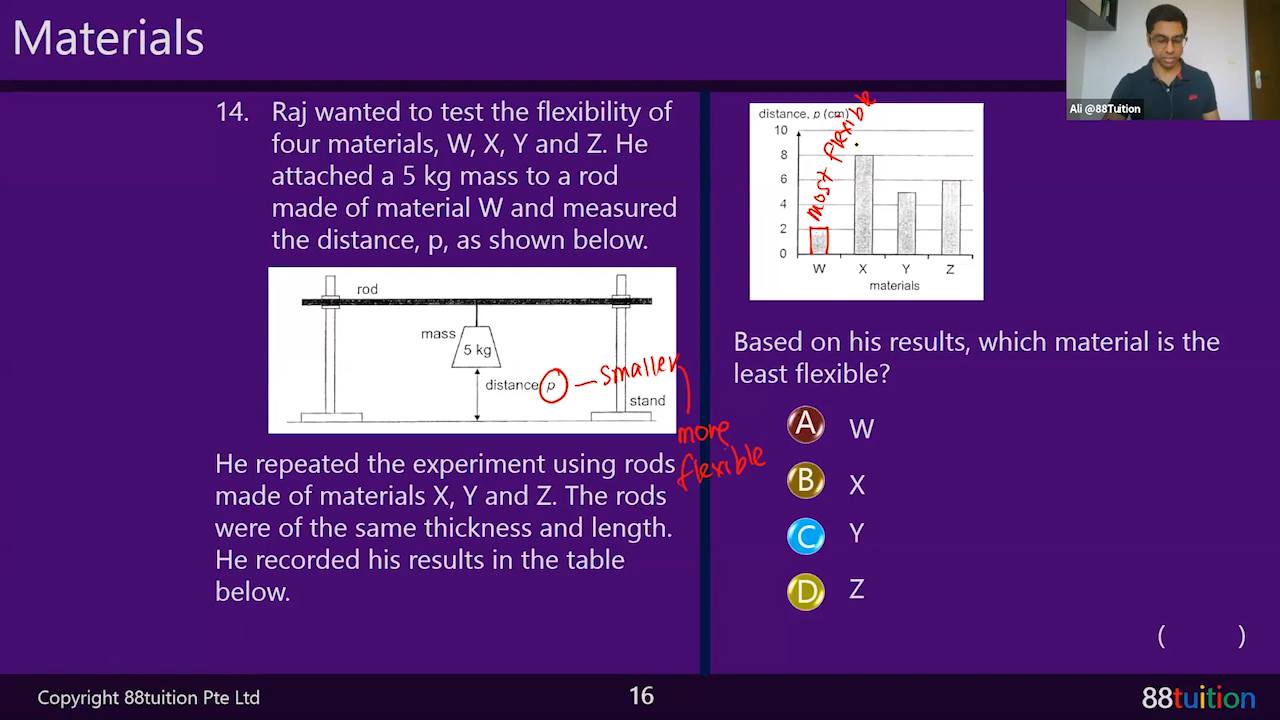 Materials
14. Raj wanted to test the flexibility of
four materials, W, X, Y and Z. He
attached a 5 kg mass to a rod
made of material W and measured
the distance, p, as shown below.
rod
mass
5 kg
distance, p
smaller
stand
more
flexible
He repeated the experiment using rods
made of materials X, Y and Z. The rods
were of the same thickness and length.
He recorded his results in the table
below.
distance, p (cm)
10
8
6
4
2
0
most flexible
W X Y Z
materials
Based on his results, which material is the
least flexible?
A W
B X
C Y
D Z
( )
Ali @88Tuition
Copyright 88tuition Pte Ltd
16
88tuition